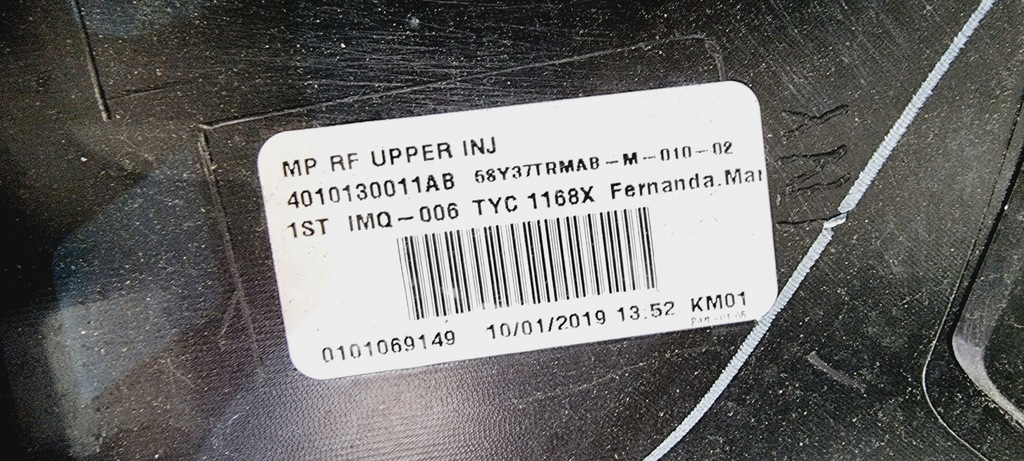 MP RF UPPER INJ
4010130011AB 58Y37TRMAB-M-010-02
1ST IMQ-006 TYC 1168X Fernanda.Mar
0101069149 10/01/2019 13.52 KM01